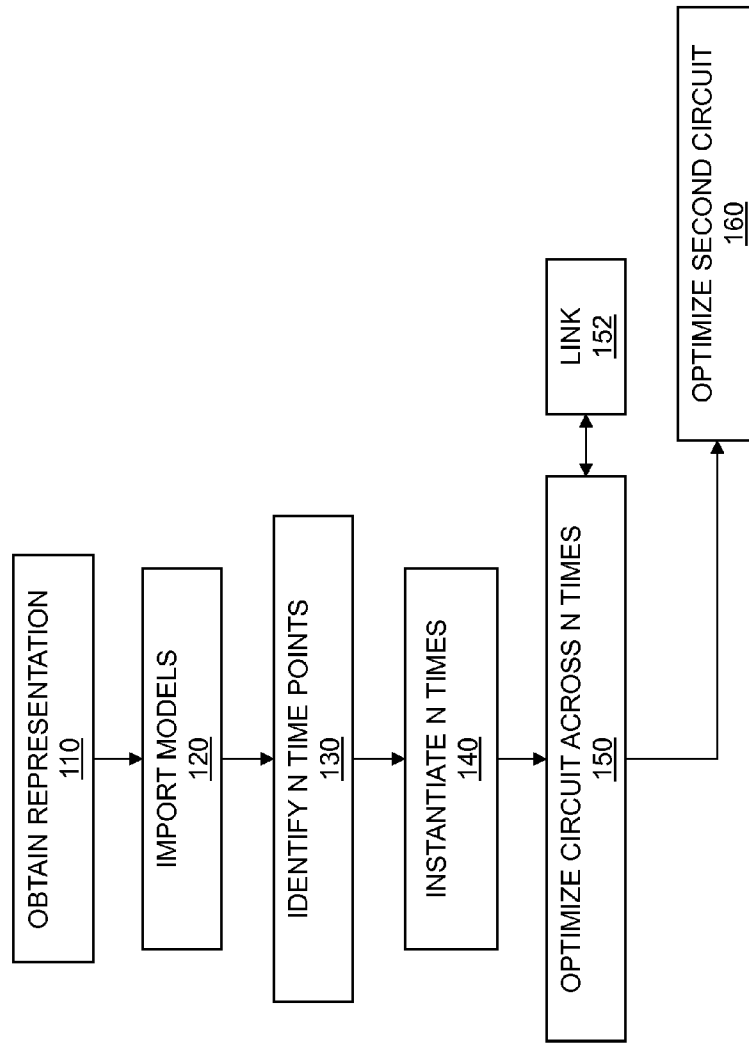 OBTAIN REPRESENTATION
110
IMPORT MODELS
120
IDENTIFY N TIME POINTS
130
INSTANTIATE N TIMES
140
OPTIMIZE CIRCUIT ACROSS N TIMES
150
LINK
152
OPTIMIZE SECOND CIRCUIT
160